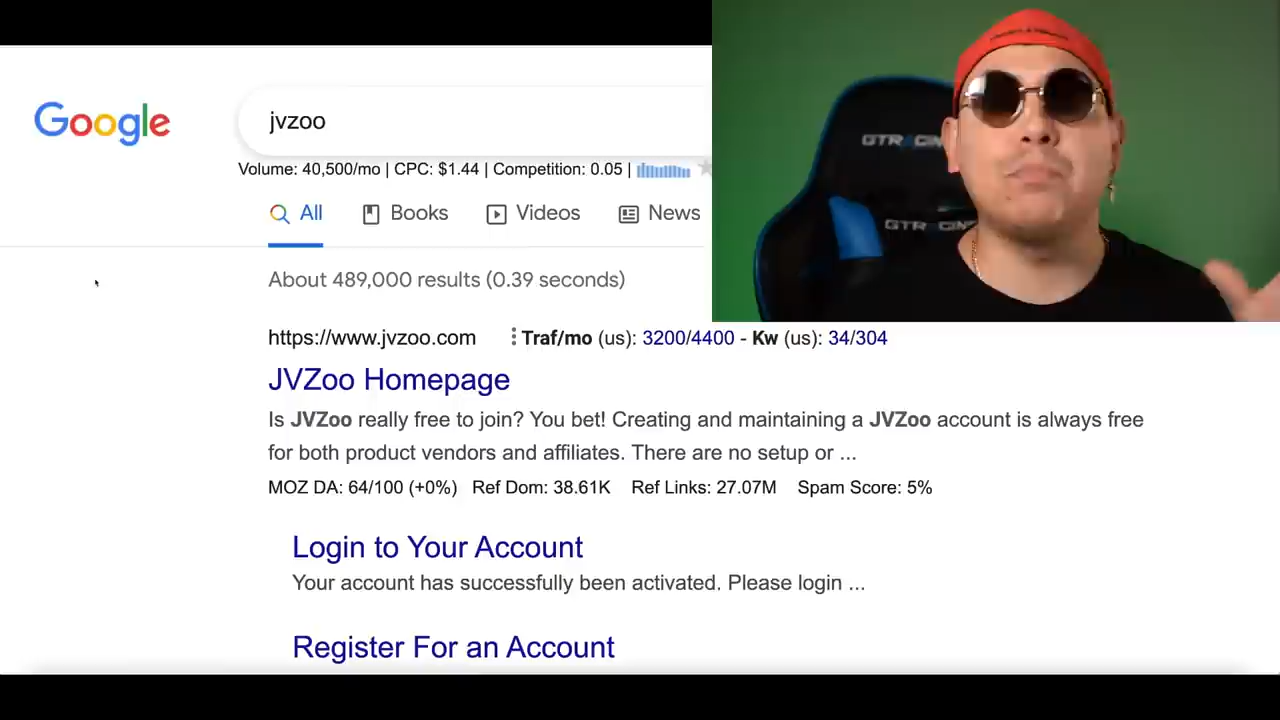 Google
jvzoo
Volume: 40,500/mo | CPC: $1.44 | Competition: 0.05 |
All Books Videos News
About 489,000 results (0.39 seconds)
https://www.jvzoo.com Traf/mo (us): 3200/4400 - Kw (us): 34/304
JVZoo Homepage
Is JVZoo really free to join? You bet! Creating and maintaining a JVZoo account is always free
for both product vendors and affiliates. There are no setup or ...
MOZ DA: 64/100 (+0%) Ref Dom: 38.61K Ref Links: 27.07M Spam Score: 5%
Login to Your Account
Your account has successfully been activated. Please login ...
Register For an Account
GTRACIN
GTRACIN